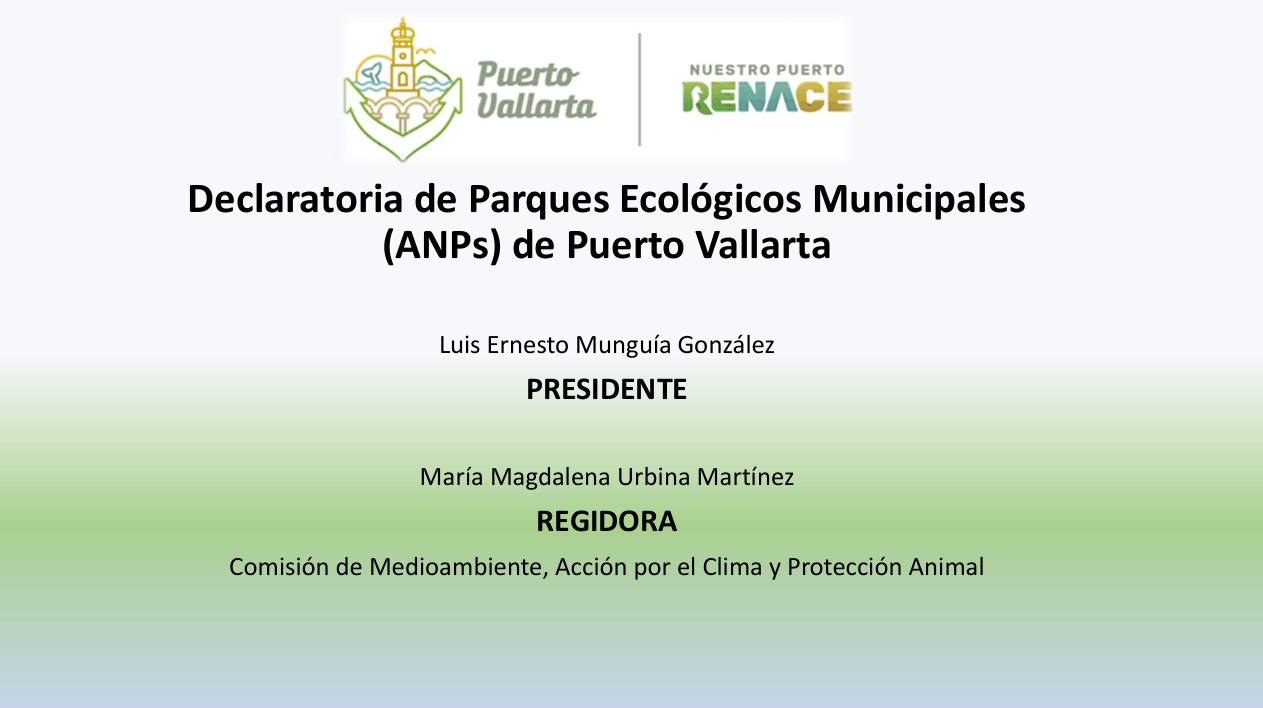 Puerto
Vallarta
NUESTRO PUERTO
RENACE
Declaratoria de Parques Ecológicos Municipales
(ANPs) de Puerto Vallarta
Luis Ernesto Munguía González
PRESIDENTE
María Magdalena Urbina Martínez
REGIDORA
Comisión de Medioambiente, Acción por el Clima y Protección Animal